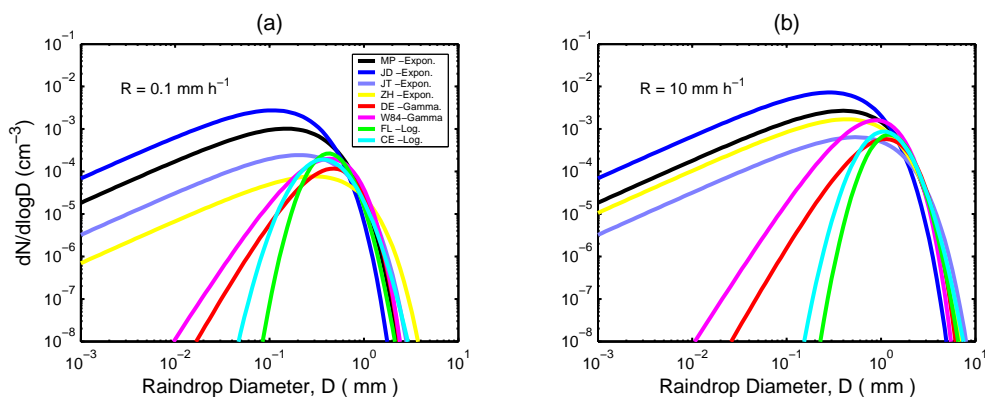 (a)
10^−1
10^−2
10^−3
10^−4
10^−5
10^−6
10^−7
10^−8
dN/dlogD (cm^−3)
R = 0.1 mm h^−1
MP −Expon.
JD −Expon.
JT −Expon.
ZH −Expon.
DE −Gamma.
W84−Gamma
FL −Log.
CE −Log.
10^−3 10^−2 10^−1 10^0 10^1
Raindrop Diameter, D ( mm )
(b)
10^−1
10^−2
10^−3
10^−4
10^−5
10^−6
10^−7
10^−8
R = 10 mm h^−1
10^−3 10^−2 10^−1 10^0 10^1
Raindrop Diameter, D ( mm )